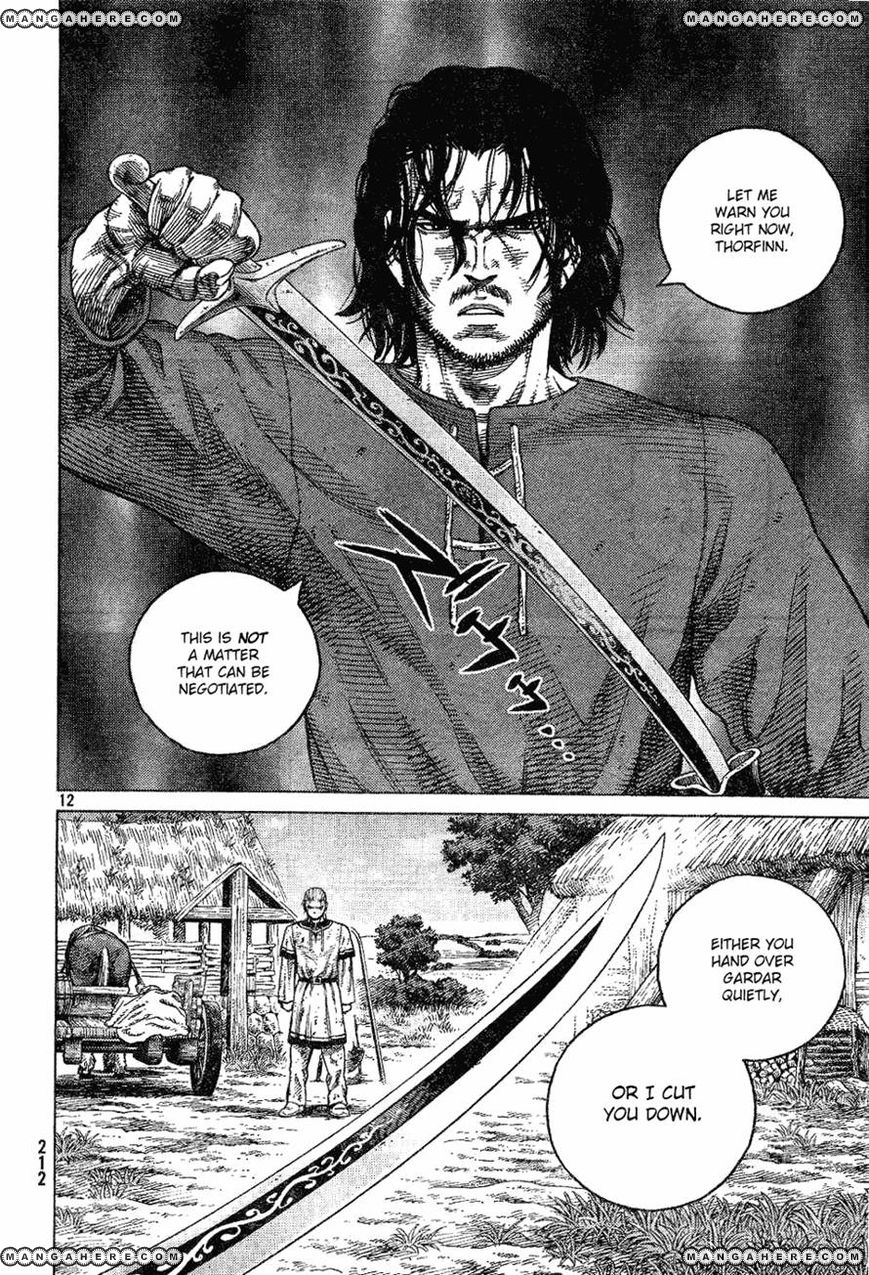 MANGAHERE.COM
MANGAHERE.COM
LET ME
WARN YOU
RIGHT NOW,
THORFINN.
THIS IS NOT
A MATTER
THAT CAN BE
NEGOTIATED.
12
EITHER YOU
HAND OVER
GARDAR
QUIETLY,
OR I CUT
YOU DOWN.
212
MANGAHERE.COM
MANGAHERE.COM